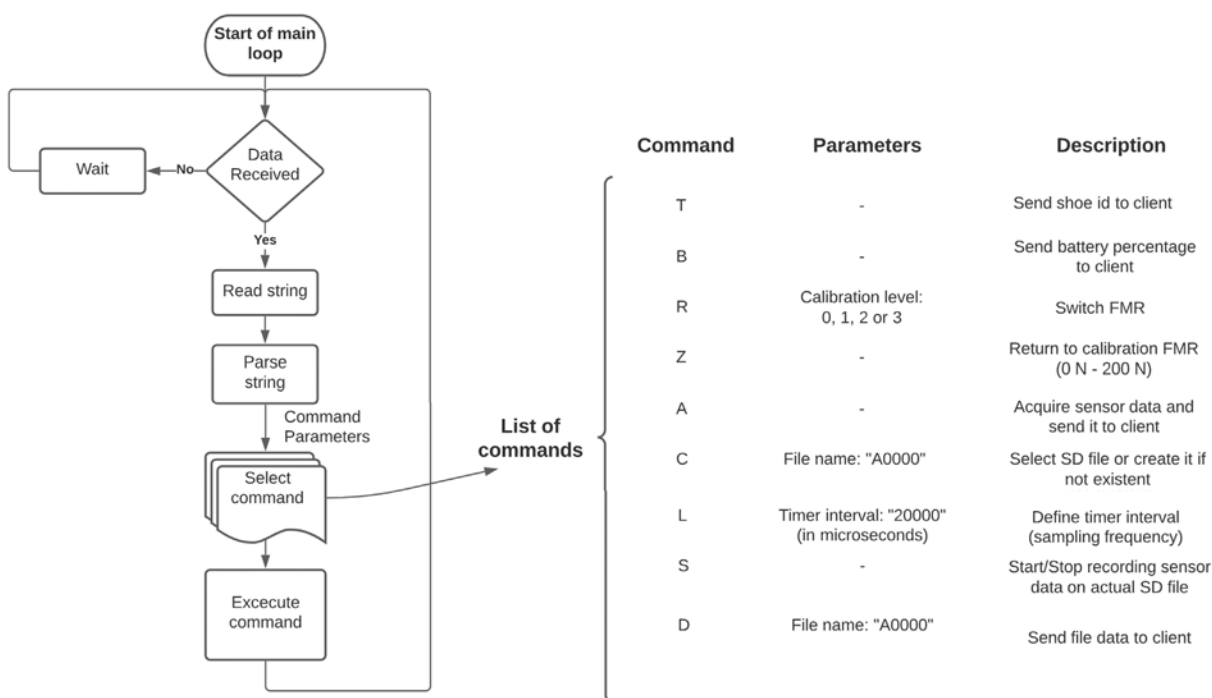 Start of main
loop
Data
Received
No
Wait
Yes
Read string
Parse
string
Command
Parameters
Select
command
Excecute
command
List of
commands
Command Parameters Description
T - Send shoe id to client
B - Send battery percentage
to client
R Calibration level:
0, 1, 2 or 3 Switch FMR
Z - Return to calibration FMR
(0 N - 200 N)
A - Acquire sensor data and
send it to client
C File name: "A0000" Select SD file or create it if
not existent
L Timer interval: "20000" Define timer interval
(in microseconds) (sampling frequency)
S - Start/Stop recording sensor
data on actual SD file
D File name: "A0000" Send file data to client